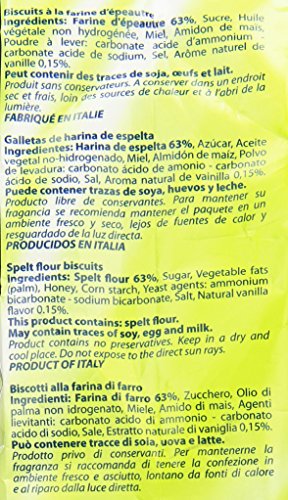 Biscuits à la farine d'épeautre
Ingrédients: Farine d'épeautre 63%, Sucre, Huile
végétale non hydrogénée, Miel, Amidon de maïs,
Poudre à lever: carbonate acide d'ammonium -
carbonate acide de sodium, Sel, Arôme naturel de
vanille 0,15%.
Peut contenir des traces de soja, œufs et lait.
Produit sans conservateurs. A conserver dans un endroit
sec et frais, loin des sources de chaleur et à l'abri de la
lumière.
FABRIQUÉ EN ITALIE
Galletas de harina de espelta
Ingredientes: Harina de espelta 63%, Azúcar, Aceite
vegetal no-hidrogenado, Miel, Almidón de maíz, Polvo
de levadura: carbonato ácido de amonio - carbonato
ácido de sodio, Sal, Aroma natural de vainilla 0,15%.
Puede contener trazas de soya, huevos y leche.
Producto libre de conservantes. Para mantener su
fragancia se recomienda mantener el paquete en un
ambiente fresco y seco, lejos de fuentes de calor y
resguardado de la luz directa.
PRODUCIDOS EN ITALIA
Spelt flour biscuits
Ingredients: Spelt flour 63%, Sugar, Vegetable fats
(palm), Honey, Corn starch, Yeast agents: ammonium
bicarbonate - sodium bicarbonate, Salt, Natural vanilla
flavor 0.15%.
This product contains: spelt flour.
May contain traces of soy, egg and milk.
Product contains no preservatives. Keep in a dry and
cool place. Do not expose to the direct sun rays.
PRODUCT OF ITALY
Biscotti alla farina di farro
Ingredienti: Farina di farro 63%, Zucchero, Olio di
palma non idrogenato, Miele, Amido di mais, Agenti
lievitanti: carbonato acido di ammonio - carbonato
acido di sodio, Sale, Estratto naturale di vaniglia 0,15%.
Può contenere tracce di soia, uova e latte.
Prodotto privo di conservanti. Per mantenerne la
fragranza si raccomanda di tenere la confezione in
ambiente fresco e asciutto, lontano da fonti di calore
e al riparo dalla luce diretta.